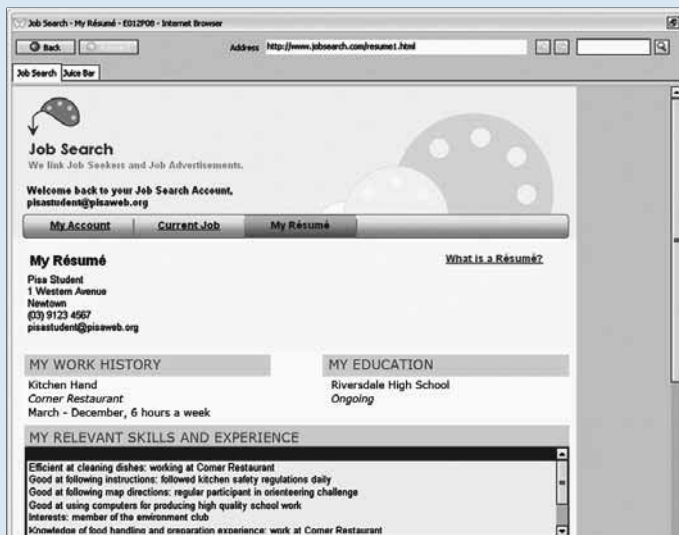 Job Search - My Résumé - E012P08 - Internet Browser
Back
Address http://www.jobsearch.com/resume1.html
Job Search Juice Bar
Job Search
We link Job Seekers and Job Advertisements.
Welcome back to your Job Search Account,
pisastudent@pisaweb.org
My Account Current Job My Résumé
My Résumé
What is a Résumé?
Pisa Student
1 Western Avenue
Newtown
(03) 9123 4567
pisastudent@pisaweb.org
MY WORK HISTORY
Kitchen Hand
Corner Restaurant
March - December, 6 hours a week
MY EDUCATION
Riversdale High School
Ongoing
MY RELEVANT SKILLS AND EXPERIENCE
Efficient at cleaning dishes: working at Corner Restaurant
Good at following instructions: followed kitchen safety regulations daily
Good at following map directions: regular participant in orienteering challenge
Good at using computers for producing high quality school work
Interests: member of the environment club
Knowledge of food handling and preparation experience: work at Corner Restaurant